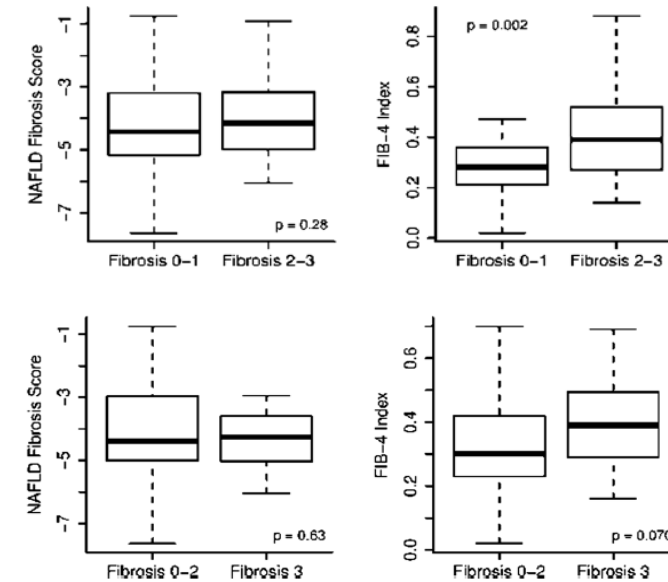 NAFLD Fibrosis Score
-1
-3
-5
-7
p = 0.28
Fibrosis 0-1 Fibrosis 2-3
FIB-4 Index
0.8
0.6
0.4
0.2
0.0
p = 0.002
Fibrosis 0-1 Fibrosis 2-3
NAFLD Fibrosis Score
-1
-3
-5
-7
p = 0.63
Fibrosis 0-2 Fibrosis 3
FIB-4 Index
0.6
0.4
0.2
0.0
p = 0.070
Fibrosis 0-2 Fibrosis 3